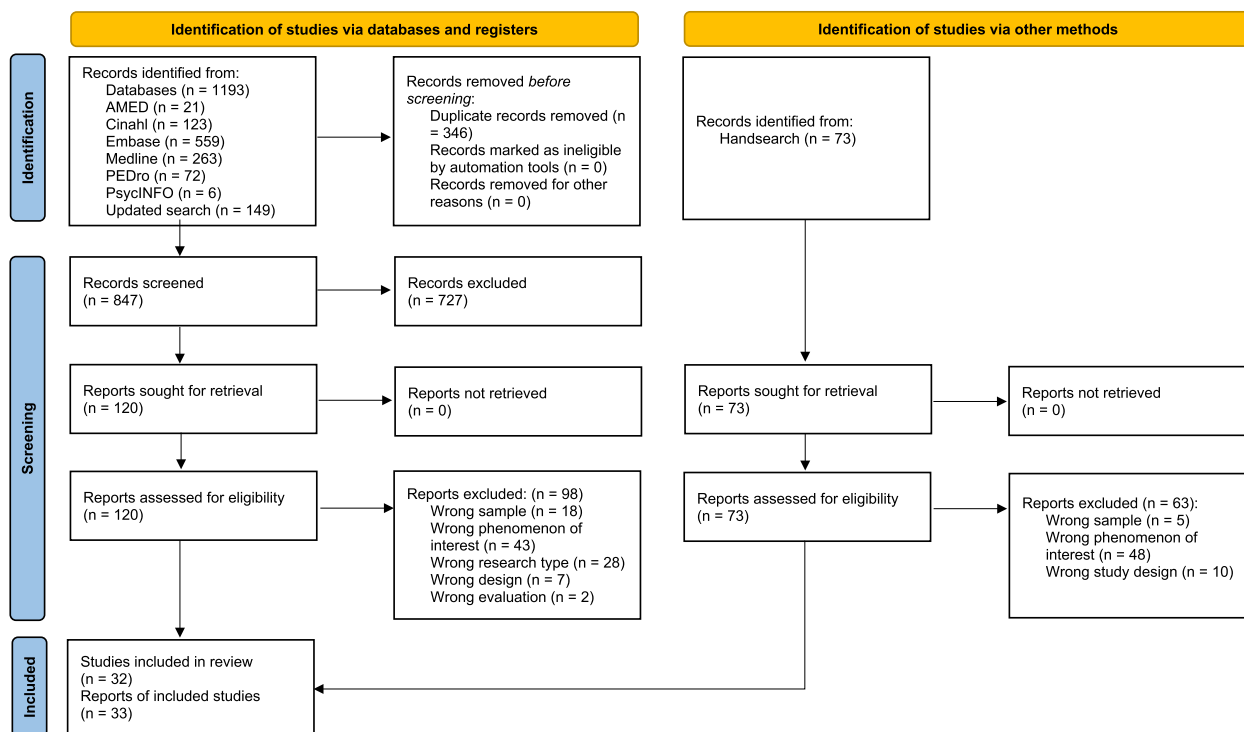 Identification of studies via databases and registers
Identification of studies via other methods
Identification
Records identified from:
Databases (n = 1193)
AMED (n = 21)
Cinahl (n = 123)
Embase (n = 559)
Medline (n = 263)
PEDro (n = 72)
PsycINFO (n = 6)
Updated search (n = 149)
Records removed before
screening:
Duplicate records removed (n
= 346)
Records marked as ineligible
by automation tools (n = 0)
Records removed for other
reasons (n = 0)
Records identified from:
Handsearch (n = 73)
Screening
Records screened
(n = 847)
Records excluded
(n = 727)
Reports sought for retrieval
(n = 120)
Reports not retrieved
(n = 0)
Reports sought for retrieval
(n = 73)
Reports not retrieved
(n = 0)
Reports assessed for eligibility
(n = 120)
Reports excluded: (n = 98)
Wrong sample (n = 18)
Wrong phenomenon of
interest (n = 43)
Wrong research type (n = 28)
Wrong design (n = 7)
Wrong evaluation (n = 2)
Reports assessed for eligibility
(n = 73)
Reports excluded (n = 63):
Wrong sample (n = 5)
Wrong phenomenon of
interest (n = 48)
Wrong study design (n = 10)
Included
Studies included in review
(n = 32)
Reports of included studies
(n = 33)